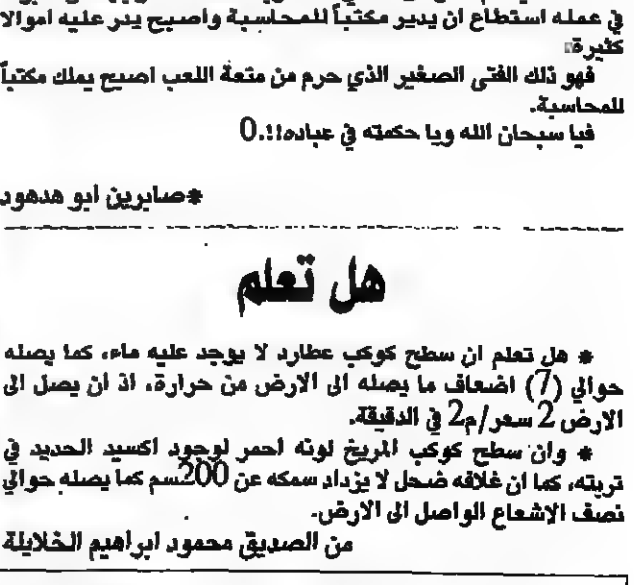 في عمله استطاع ان يدير مكتباً للمحاسبة واصبح يدر عليه اموالا
كثيرة.
فهو ذلك الفتى الصغير الذي حرم من متعة اللعب اصبح يملك مكتباً
للمحاسبة.
فيا سبحان الله ويا حكمته في عباده!!.0
*صابرين ابو هدهود
هل تعلم
* هل تعلم ان سطح كوكب عطارد لا يوجد عليه ماء، كما يصله
حوالي (7) اضعاف ما يصله الى الارض من حرارة، اذ ان يصل الى
الارض 2 سعر/م2 في الدقيقة.
* وان سطح كوكب المريخ لونه احمر لوجود اكسيد الحديد في
تربته، كما ان غلافه ضحل لا يزداد سمكه عن 200سم كما يصله حوالي
نصف الإشعاع الواصل الى الارض.
من الصديق محمود ابراهيم الخلايلة